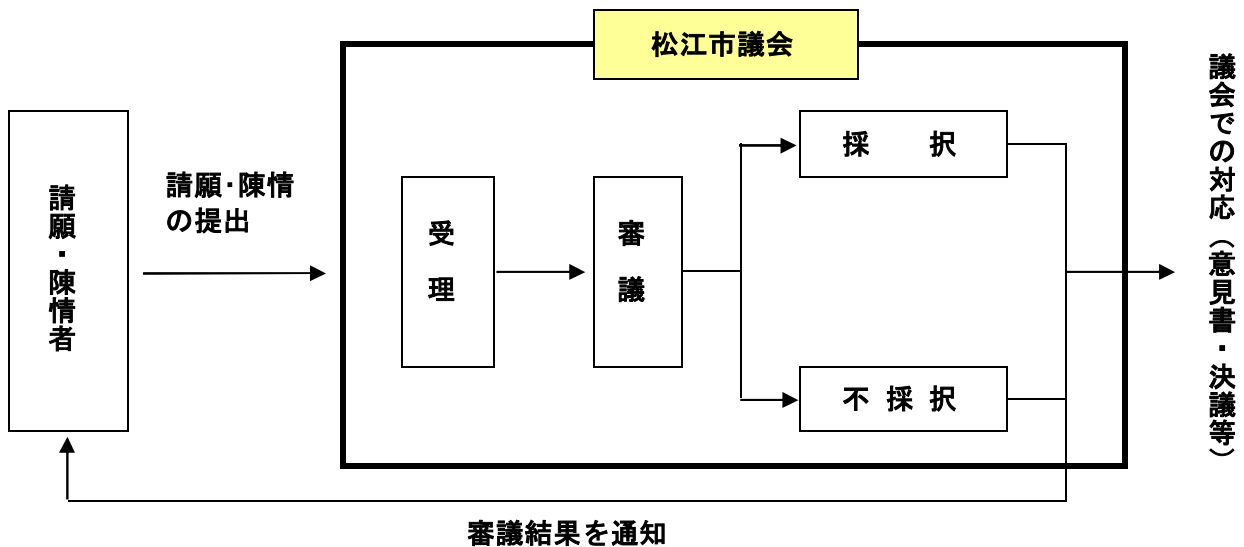 松江市議会
請願・陳情者
請願・陳情
の提出
受理
審議
採択
不採択
議会での対応（意見書・決議等）
審議結果を通知